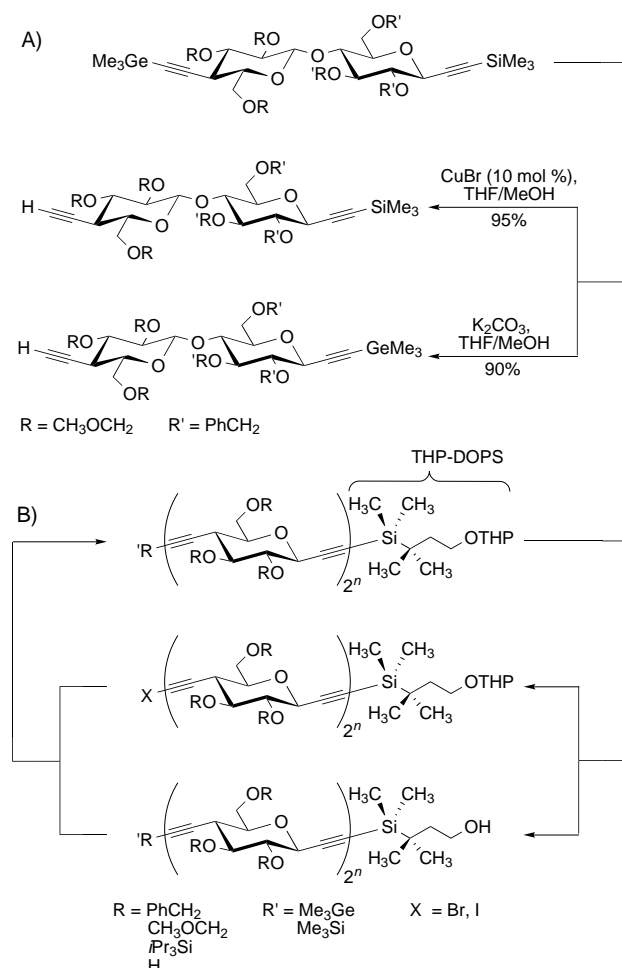 A)
OR'
RO RO O O O SiMe3
Me3Ge RO 'RO R'O
OR
OR'
RO RO O O O SiMe3
H 'RO R'O
OR
CuBr (10 mol %),
THF/MeOH
95%
OR'
RO RO O O O GeMe3
H 'RO R'O
OR
K2CO3,
THF/MeOH
90%
R = CH3OCH2 R' = PhCH2
THP-DOPS
B)
OR H3C CH3
'R O Si OTHP
RO RO H3C CH3
2n
OR H3C CH3
X O Si OTHP
RO RO H3C CH3
2n
OR H3C CH3
'R O Si OH
RO RO H3C CH3
2n
R = PhCH2 R' = Me3Ge X = Br, I
CH3OCH2 Me3Si
iPr3Si
H